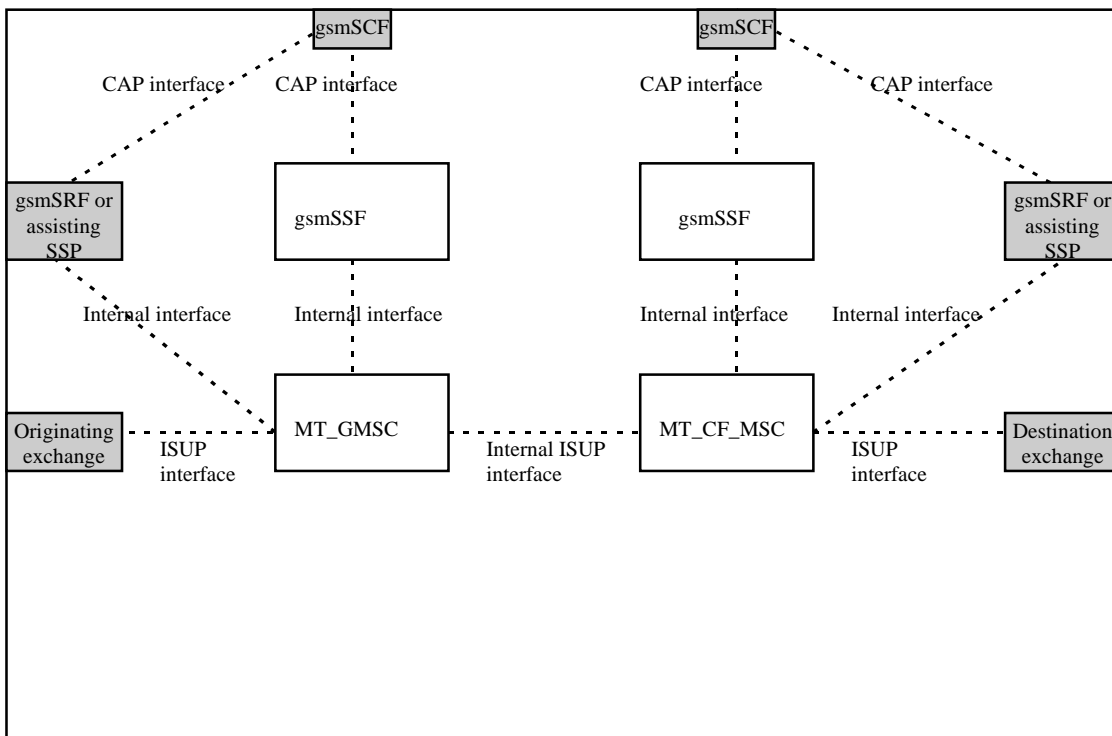 gsmSCF
gsmSCF
CAP interface
CAP interface
CAP interface
CAP interface
gsmSRF or
assisting
SSP
gsmSSF
gsmSSF
gsmSRF or
assisting
SSP
Internal interface
Internal interface
Internal interface
Internal interface
Originating
exchange
ISUP
interface
MT_GMSC
Internal ISUP
interface
MT_CF_MSC
ISUP
interface
Destination
exchange